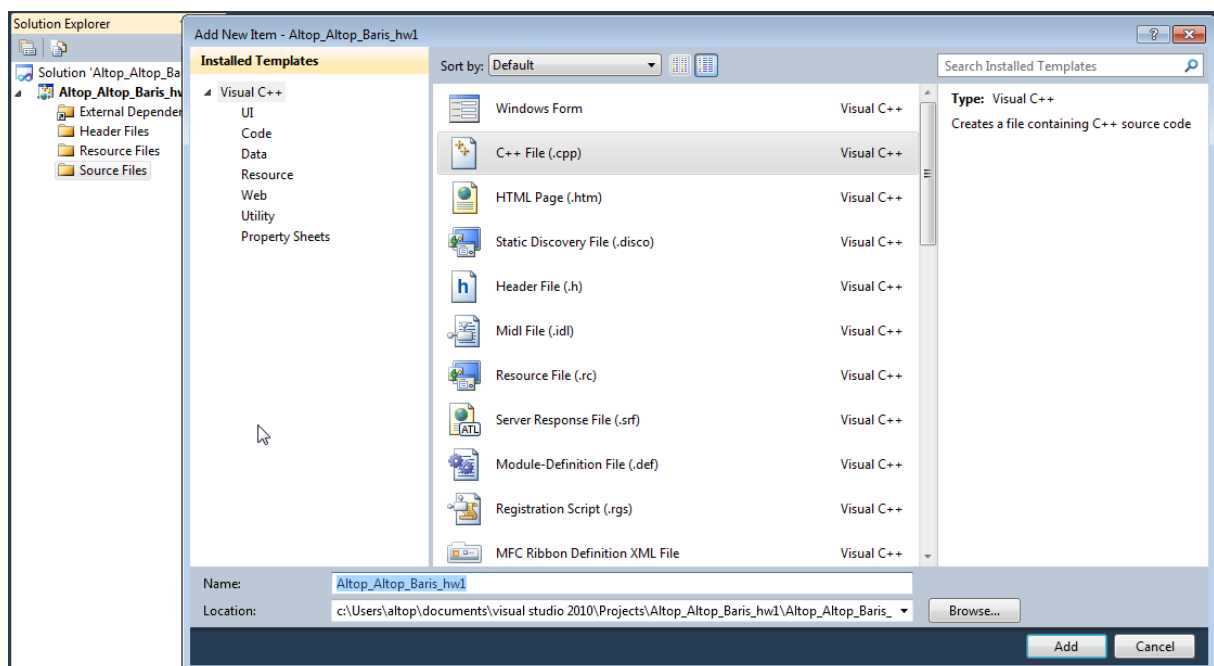 Solution Explorer
Solution 'Altop_Altop_Ba
Altop_Altop_Baris_hw
External Depender
Header Files
Resource Files
Source Files
Add New Item - Altop_Altop_Baris_hw1
Installed Templates
Visual C++
UI
Code
Data
Resource
Web
Utility
Property Sheets
Sort by: Default
Search Installed Templates
Windows Form Visual C++
C++ File (.cpp) Visual C++
HTML Page (.htm) Visual C++
Static Discovery File (.disco) Visual C++
Header File (.h) Visual C++
Midl File (.idl) Visual C++
Resource File (.rc) Visual C++
ATL
Server Response File (.srf) Visual C++
Module-Definition File (.def) Visual C++
Registration Script (.rgs) Visual C++
MFC Ribbon Definition XML File Visual C++
Type: Visual C++
Creates a file containing C++ source code
Name: Altop_Altop_Baris_hw1
Location: c:\Users\altop\documents\visual studio 2010\Projects\Altop_Altop_Baris_hw1\Altop_Altop_Baris_
Browse...
Add Cancel